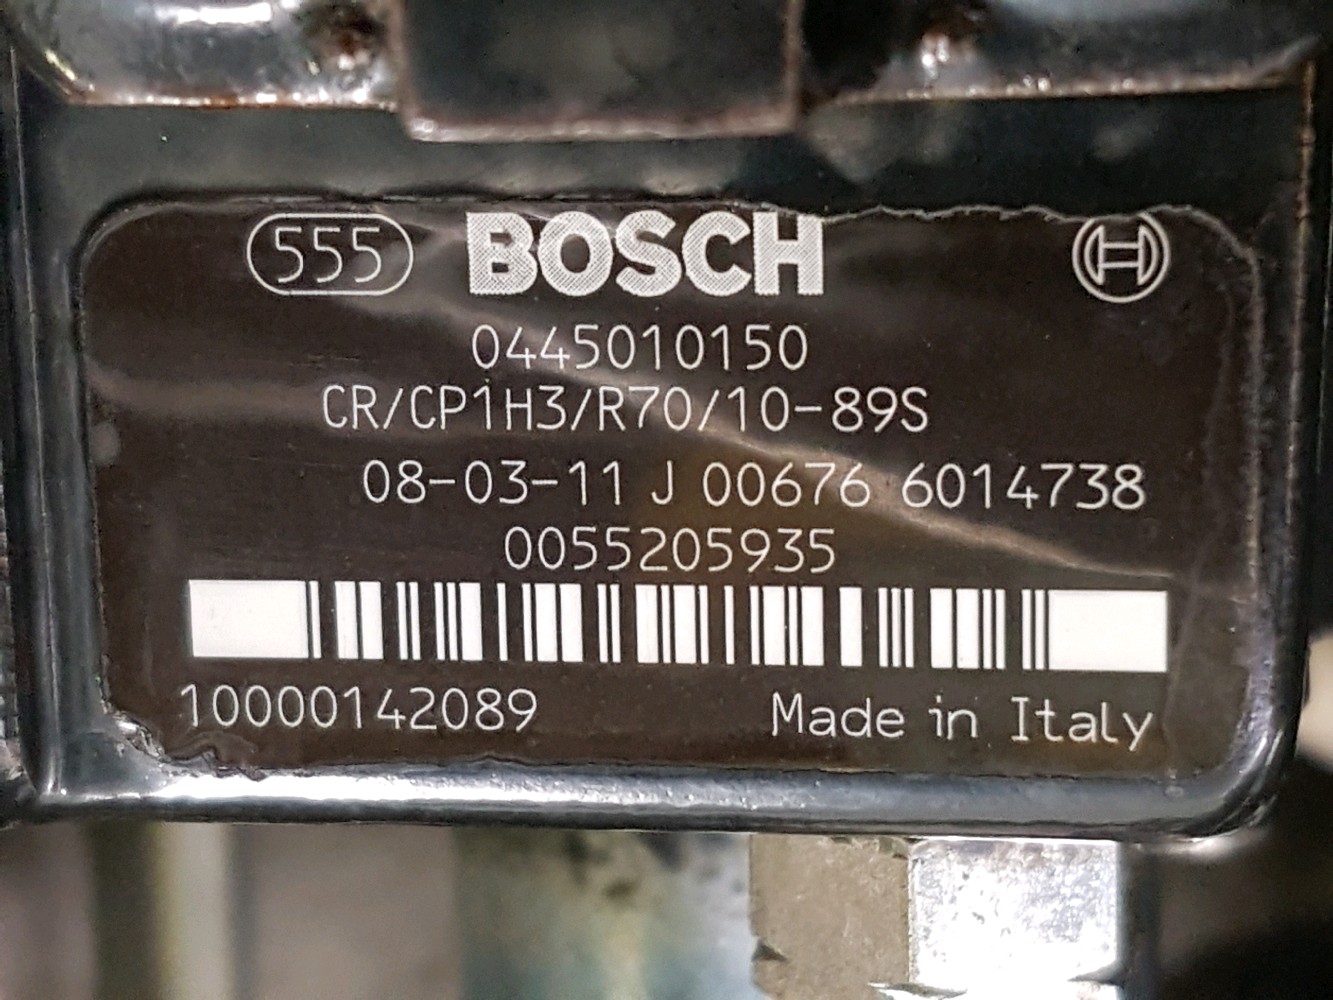 555 BOSCH
0445010150
CR/CP1H3/R70/10-89S
08-03-11 J 00676 6014738
0055205935
10000142089 Made in Italy